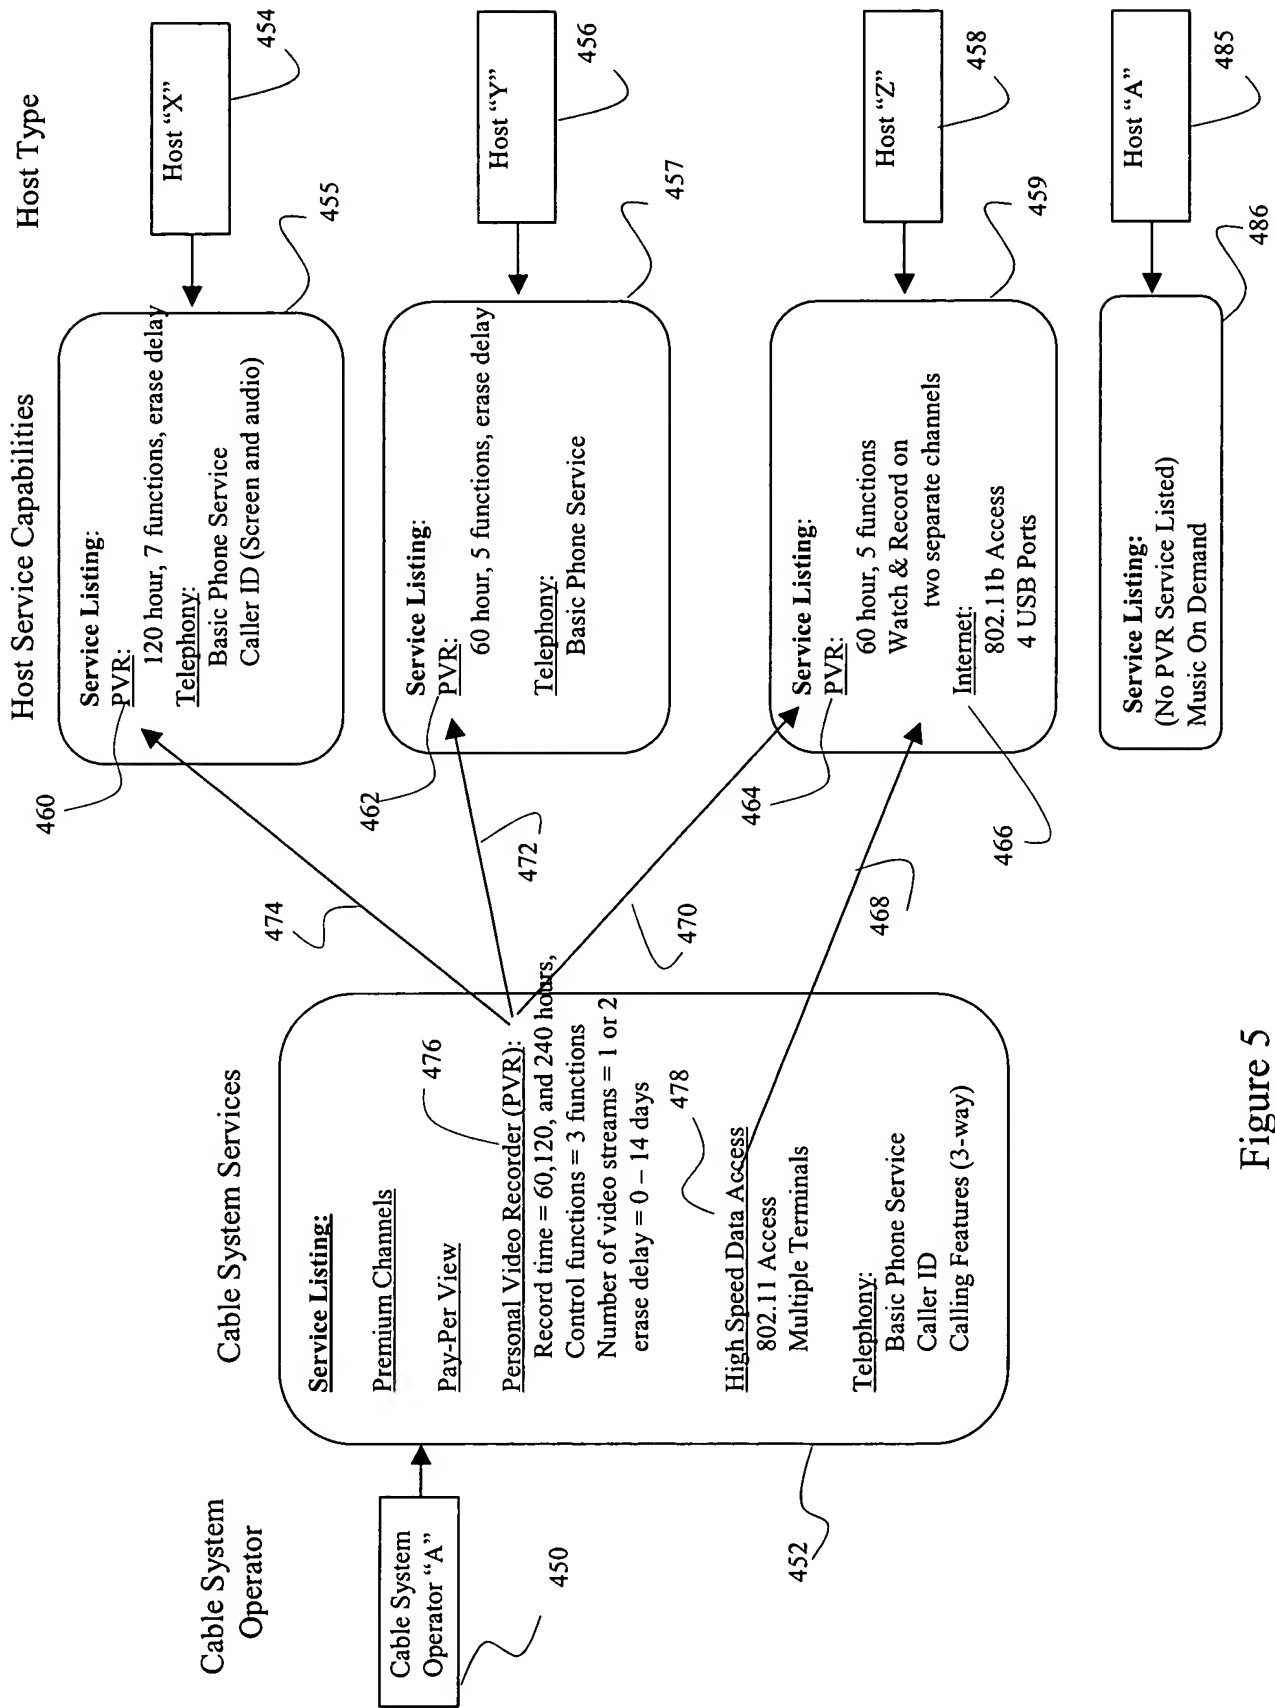 Cable System
Operator
Cable System Services
Host Service Capabilities
Host Type
Cable System
Operator “A”
450
Service Listing:
Premium Channels
Pay-Per View
Personal Video Recorder (PVR):
Record time = 60,120, and 240 hours,
Control functions = 3 functions
Number of video streams = 1 or 2
erase delay = 0 – 14 days
High Speed Data Access
802.11 Access
Multiple Terminals
Telephony:
Basic Phone Service
Caller ID
Calling Features (3-way)
452
476
478
474
472
470
468
460
Service Listing:
PVR:
120 hour, 7 functions, erase delay
Telephony:
Basic Phone Service
Caller ID (Screen and audio)
455
Host “X”
454
462
Service Listing:
PVR:
60 hour, 5 functions, erase delay
Telephony:
Basic Phone Service
457
Host “Y”
456
464
Service Listing:
PVR:
60 hour, 5 functions
Watch & Record on
two separate channels
Internet:
802.11b Access
4 USB Ports
466
459
Host “Z”
458
Service Listing:
(No PVR Service Listed)
Music On Demand
486
Host “A”
485
Figure 5